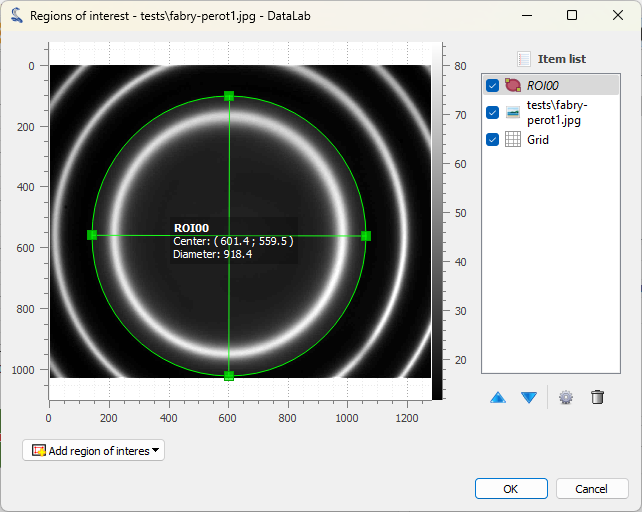 Regions of interest - tests\fabry-perot1.jpg - DataLab
Item list
ROI00
tests\fabry-
perot1.jpg
Grid
0
200
400
600
800
1000
0
200
400
600
800
1000
1200
80
70
60
50
40
30
20
ROI00
Center: ( 601.4 ; 559.5 )
Diameter: 918.4
Add region of interes
OK
Cancel